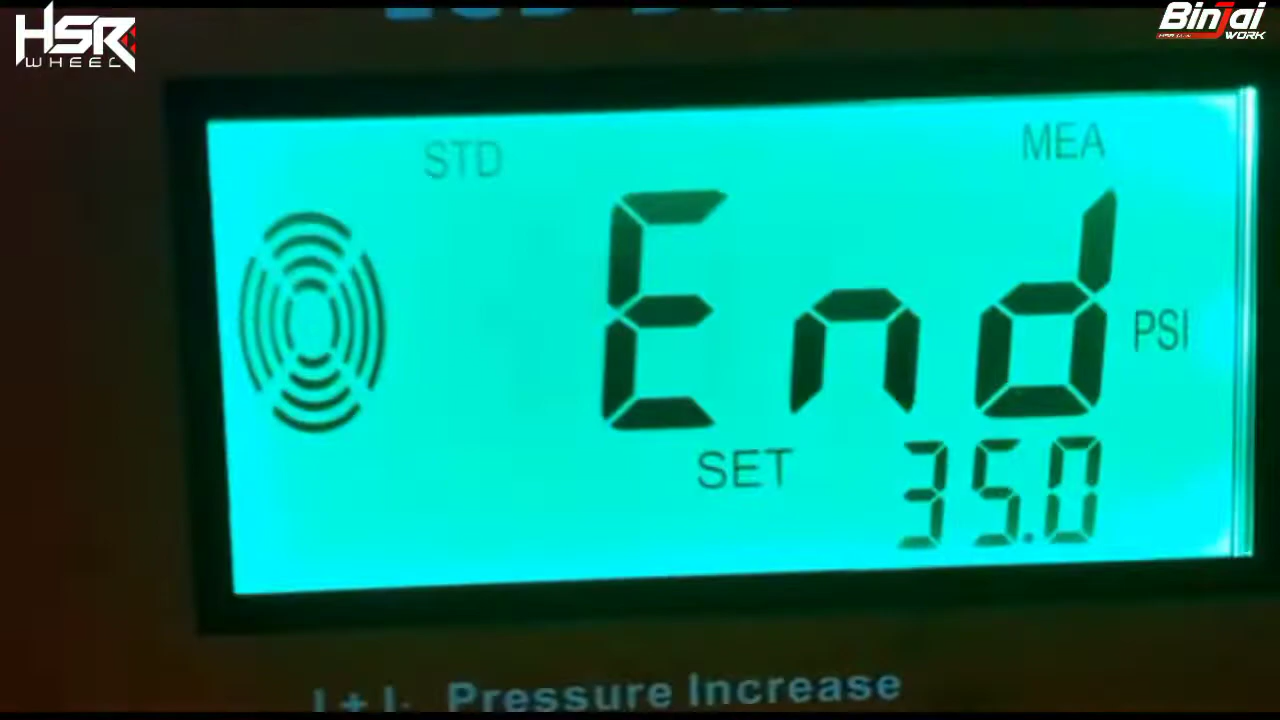 HSR
WHEEL
Binjai
WORK
STD
MEA
End
PSI
SET
35.0
[+]: Pressure Increase